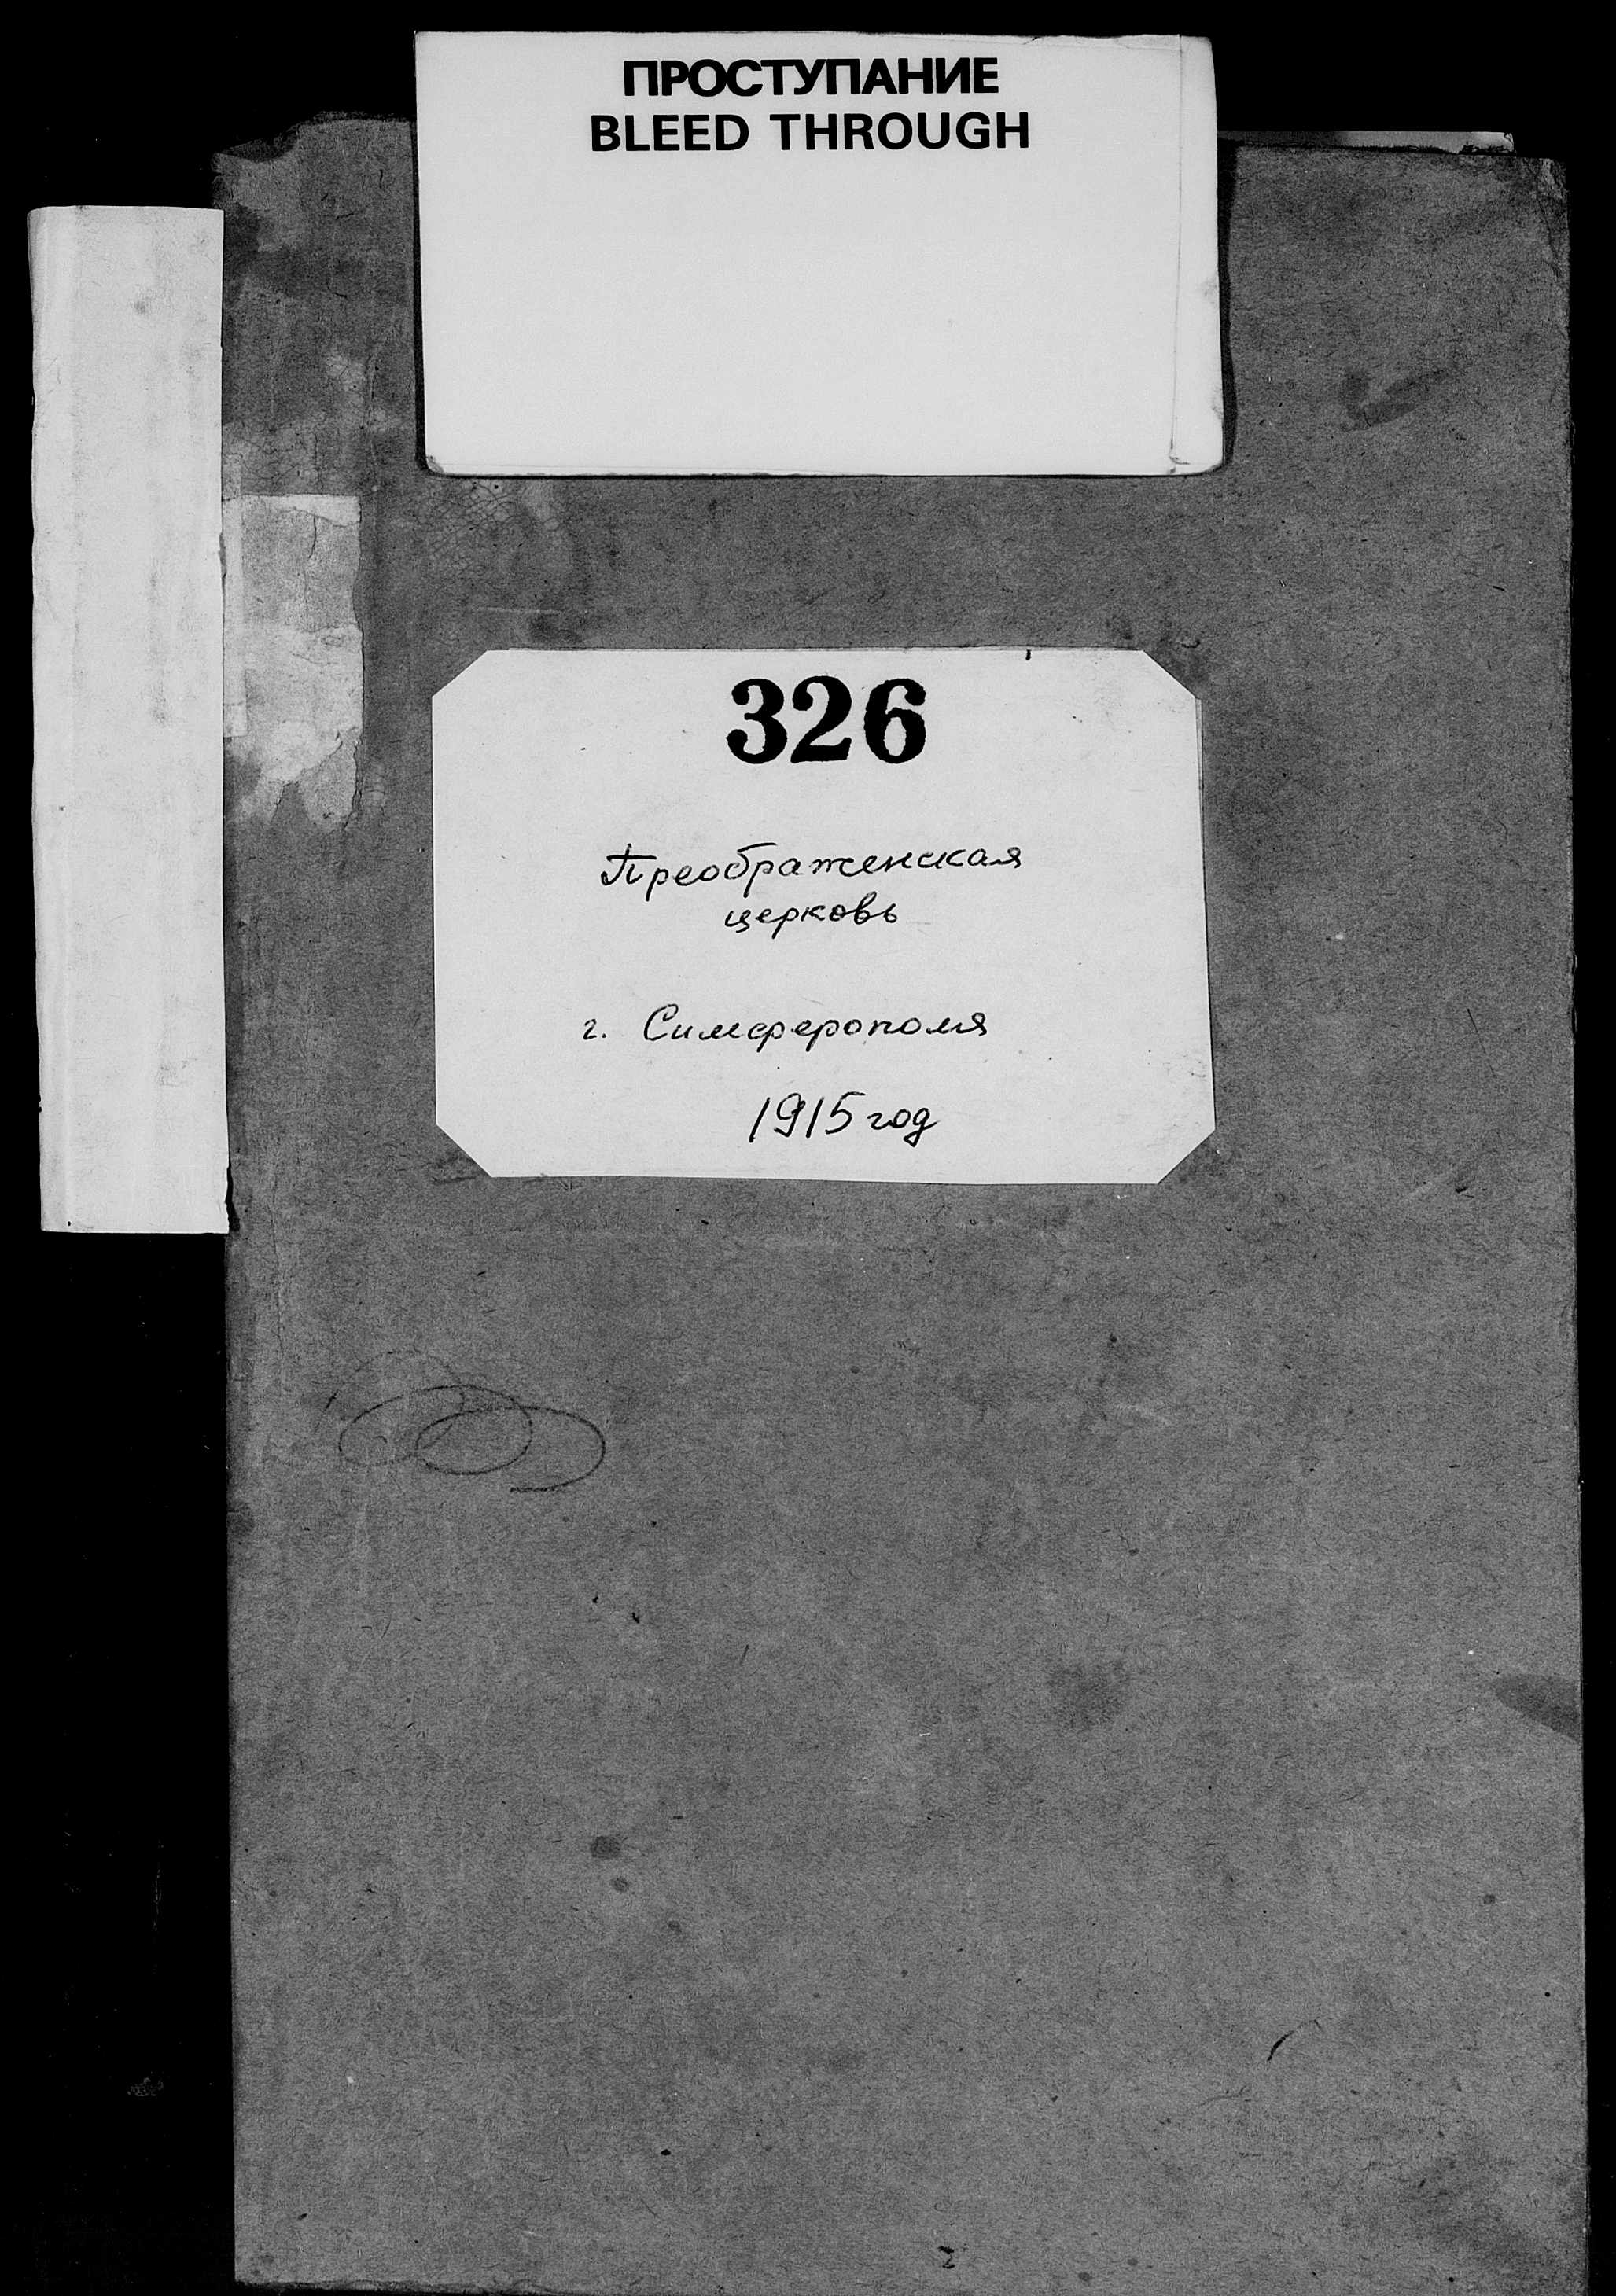 ПРОСТУПАНИЕ
BLEED THROUGH
326
Преображенская
церковь
г. Симферополя
1915 год